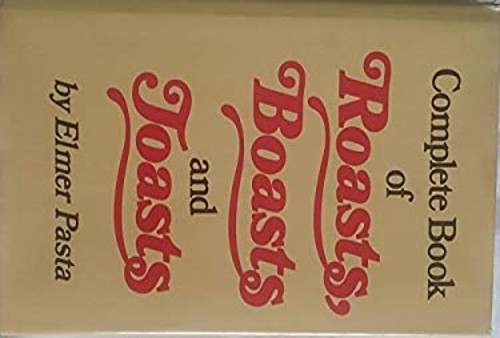 Complete Book
of
Roasts,
Boasts
and
Toasts
by Elmer Pasta